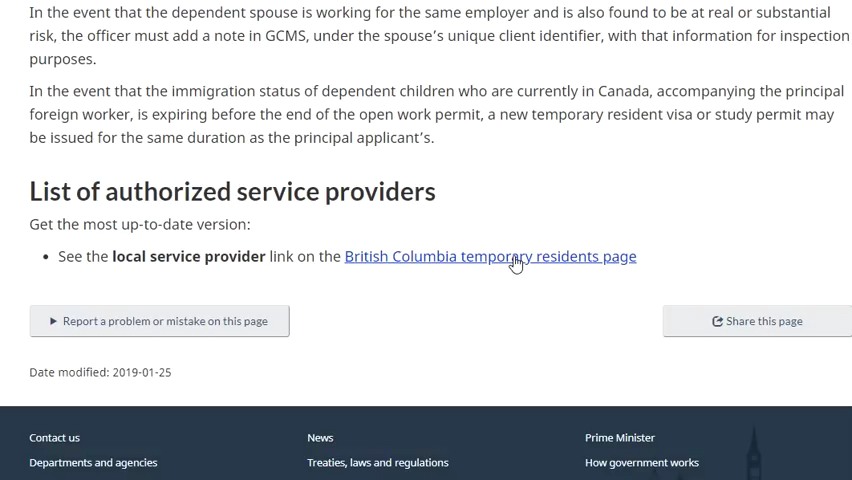 In the event that the dependent spouse is working for the same employer and is also found to be at real or substantial
risk, the officer must add a note in GCMS, under the spouse's unique client identifier, with that information for inspection
purposes.
In the event that the immigration status of dependent children who are currently in Canada, accompanying the principal
foreign worker, is expiring before the end of the open work permit, a new temporary resident visa or study permit may
be issued for the same duration as the principal applicant's.
List of authorized service providers
Get the most up-to-date version:
• See the local service provider link on the British Columbia temporary residents page
Report a problem or mistake on this page
Share this page
Date modified: 2019-01-25
Contact us
News
Prime Minister
Departments and agencies
Treaties, laws and regulations
How government works